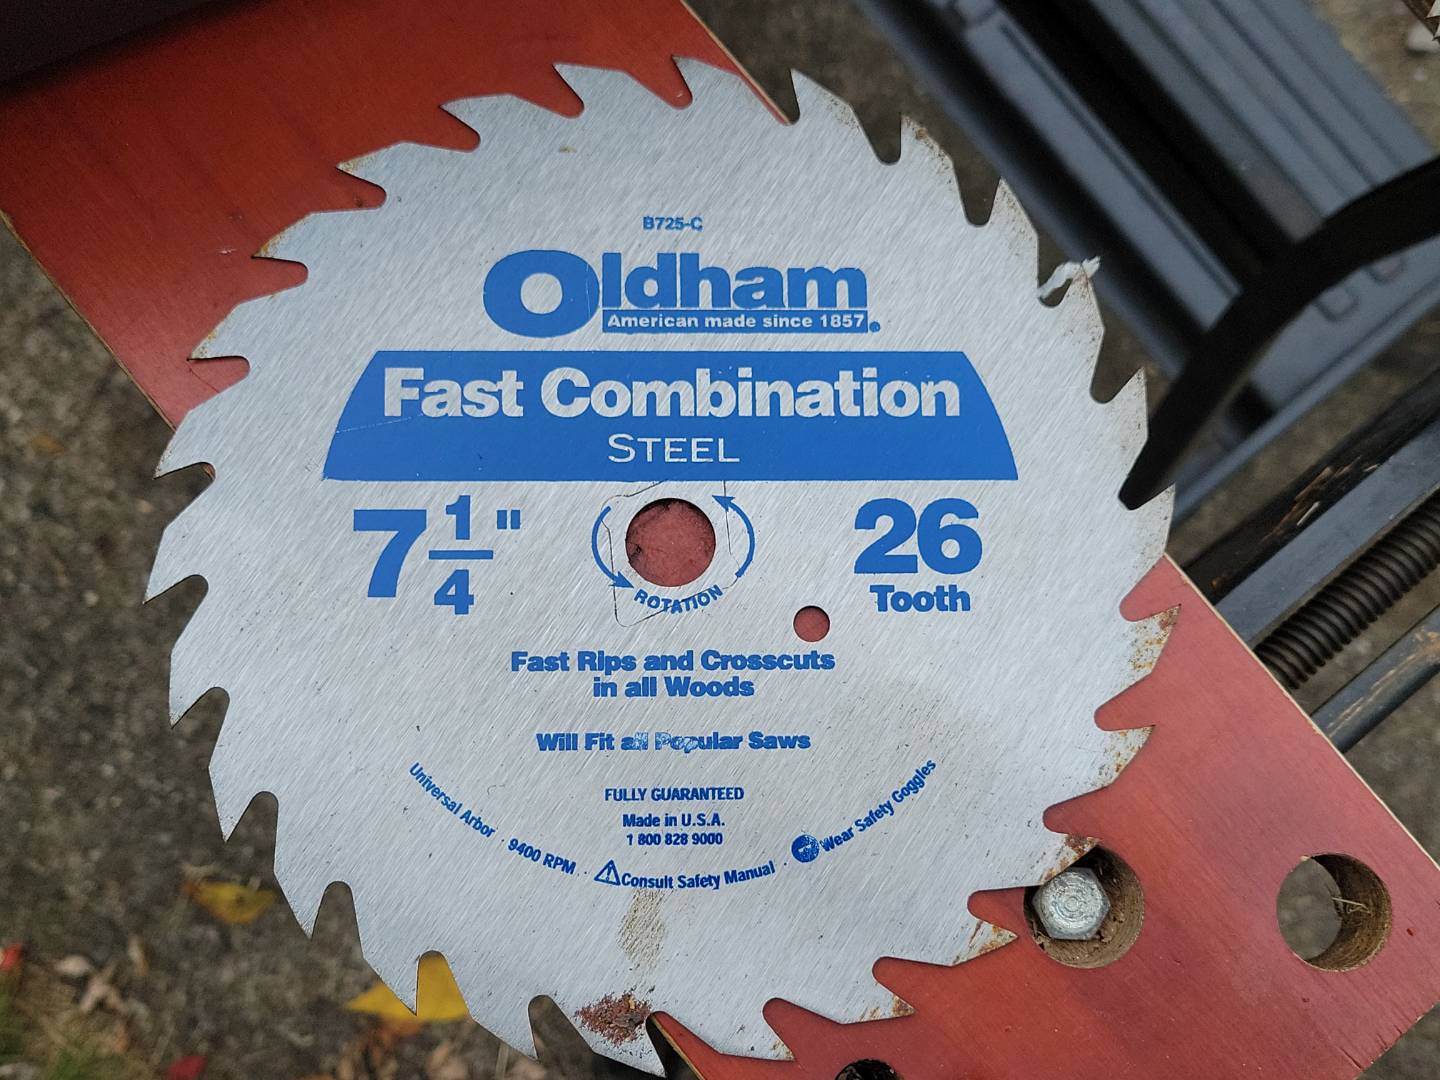 B725-C
Oldham
American made since 1857
Fast Combination
STEEL
7 1/4"
26
Tooth
ROTATION
Fast Rips and Crosscuts
in all Woods
Will Fit all Popular Saws
FULLY GUARANTEED
Made in U.S.A.
1 800 828 9000
Universal Arbor · 9400 RPM · Consult Safety Manual · Wear Safety Goggles